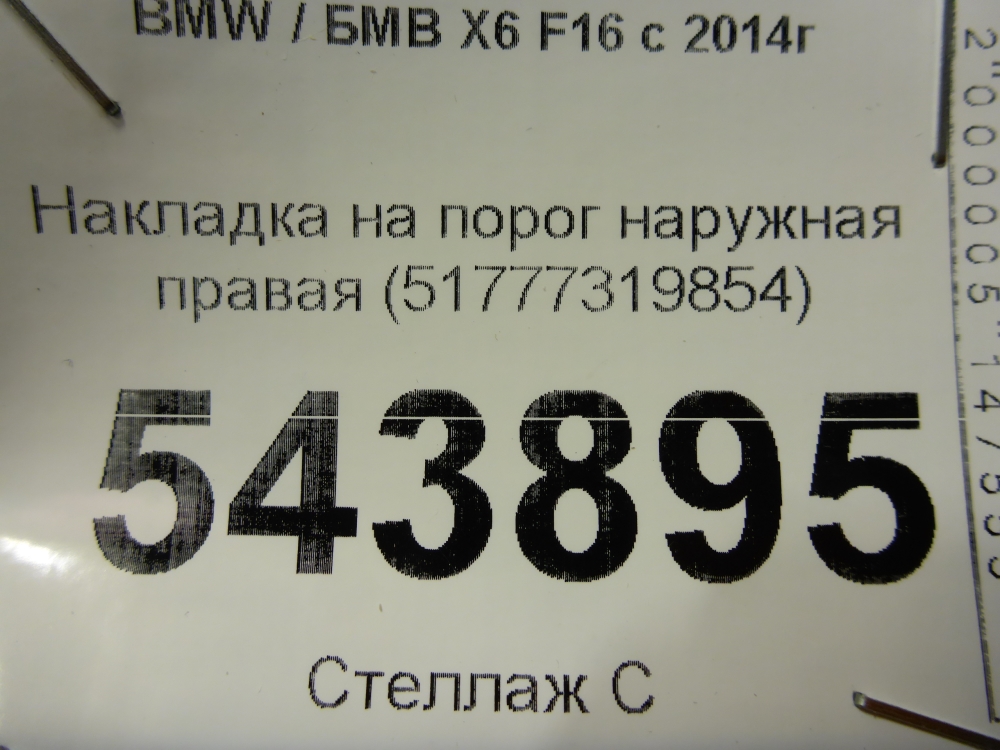 BMW / БМВ X6 F16 с 2014г
Накладка на порог наружная
правая (51777319854)
543895
Стеллаж С